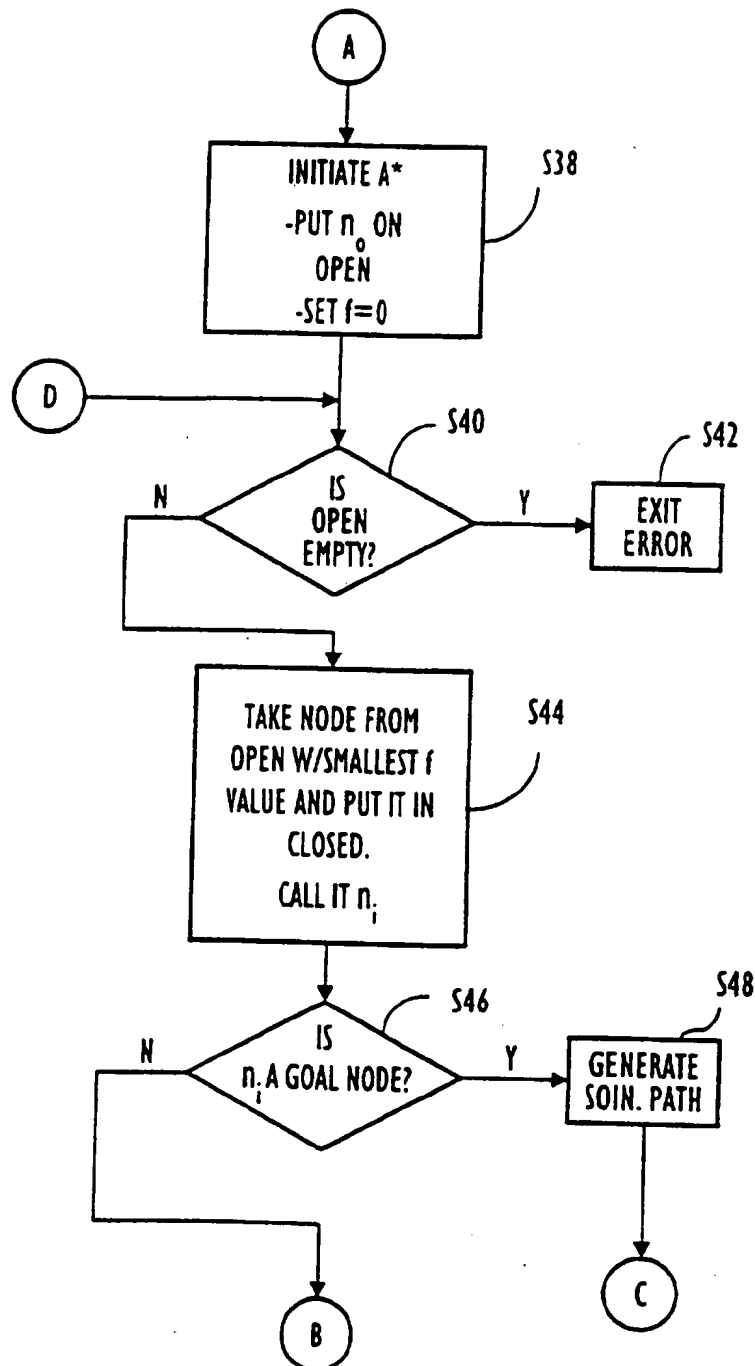 A
INITIATE A*
-PUT n₀ ON
OPEN
-SET f=0
S38
D
S40
S42
N
IS
OPEN
EMPTY?
Y
EXIT
ERROR
TAKE NODE FROM
OPEN W/SMALLEST f
VALUE AND PUT IT IN
CLOSED.
CALL IT nᵢ
S44
S46
S48
N
IS
nᵢ A GOAL NODE?
Y
GENERATE
SOIN. PATH
B
C